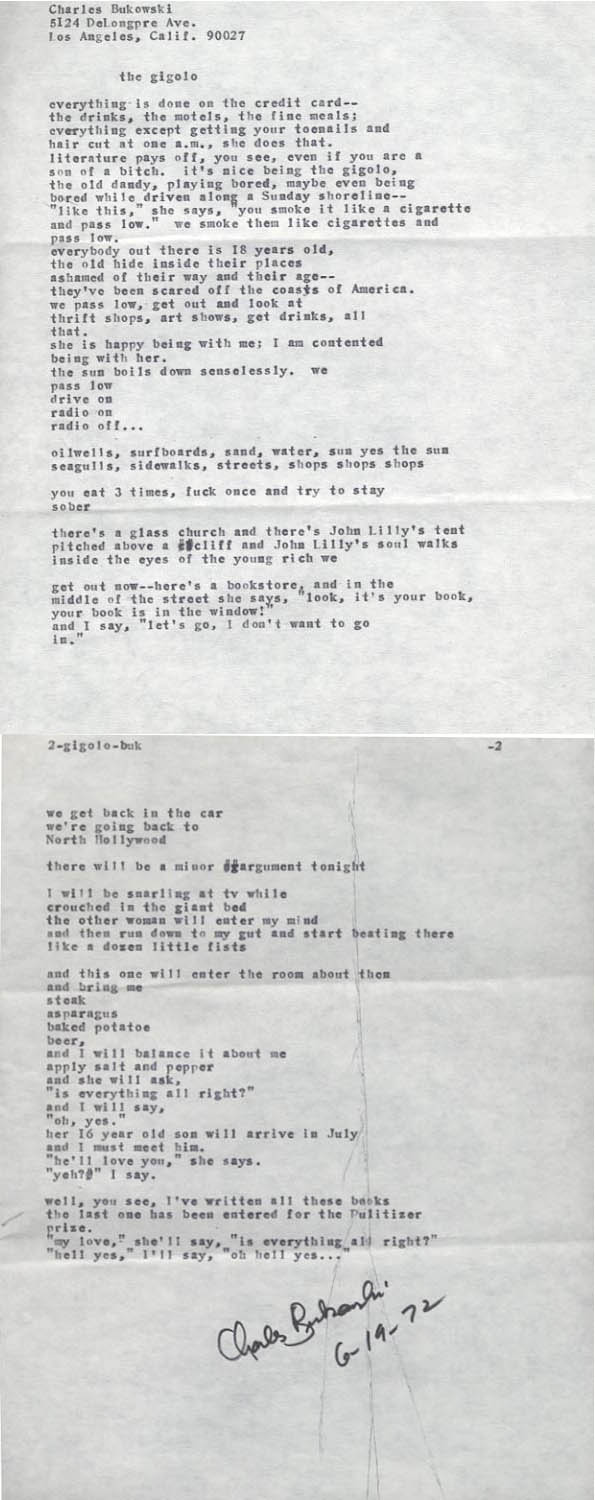 Charles Bukowski
5I24 DeLongpre Ave.
Los Angeles, Calif. 90027
the gigolo
everything is done on the credit card--
the drinks, the motels, the fine meals;
everything except getting your toenails and
hair cut at one a.m., she does that.
literature pays off, you see, even if you are a
son of a bitch.  it's nice being the gigolo,
the old dandy, playing bored, maybe even being
bored while driven along a Sunday shoreline--
"like this," she says, "you smoke it like a cigarette
and pass low."  we smoke them like cigarettes and
pass low.
everybody out there is I8 years old,
the old hide inside their places
ashamed of their way and their age--
they've been scared off the coasts of America.
we pass low, get out and look at
thrift shops, art shows, get drinks, all
that.
she is happy being with me; I am contented
being with her.
the sun boils down senselessly.  we
pass low
drive on
radio on
radio off...
oilwells, surfboards, sand, water, sun yes the sun
seagulls, sidewalks, streets, shops shops shops
you eat 3 times, fuck once and try to stay
sober
there's a glass church and there's John Lilly's tent
pitched above a cliff and John Lilly's soul walks
inside the eyes of the young rich we
get out now--here's a bookstore, and in the
middle of the street she says, "look, it's your book,
your book is in the window!"
and I say, "let's go, I don't want to go
in."
2-gigolo-buk -2
we get back in the car
we're going back to
North Hollywood
there will be a minor argument tonight
I will be snarling at tv while
crouched in the giant bed
the other woman will enter my mind
and then run down to my gut and start beating there
like a dozen little fists
and this one will enter the room about then
and bring me
steak
asparagus
baked potatoe
beer,
and I will balance it about me
apply salt and pepper
and she will ask,
"is everything all right?"
and I will say,
"oh, yes."
her I6 year old son will arrive in July
and I must meet him.
"he'll love you," she says.
"yeh?" I say.
well, you see, I've written all these books
the last one has been entered for the Pulitizer
prize.
"my love," she'll say, "is everything all right?"
"hell yes," I'll say, "oh hell yes..."
Charles Bukowski
6-19-72